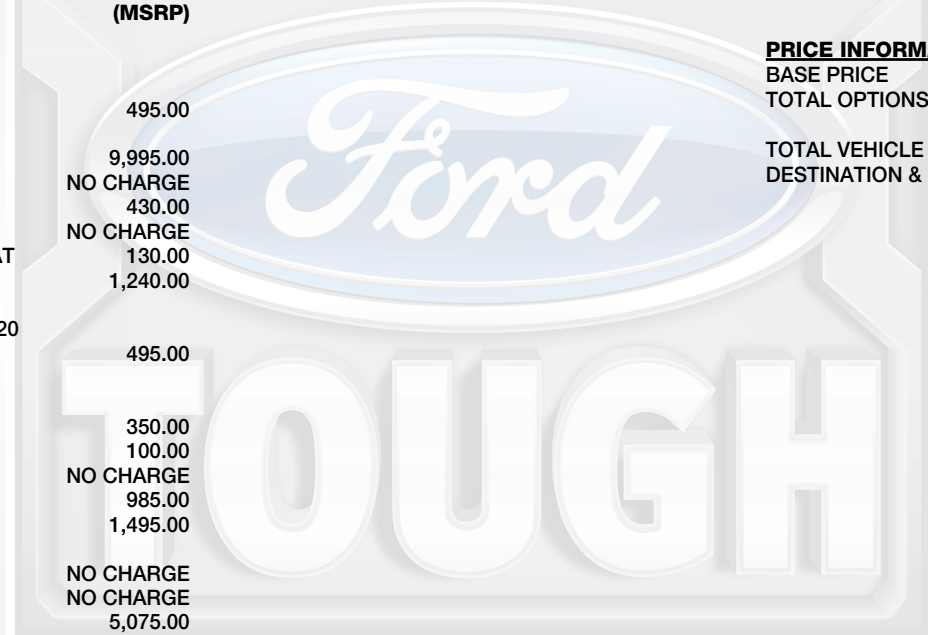 (MSRP)
495.00
9,995.00
NO CHARGE
430.00
NO CHARGE
AT
130.00
1,240.00
20
495.00
350.00
100.00
NO CHARGE
985.00
1,495.00
NO CHARGE
NO CHARGE
5,075.00
PRICE INFORMA
BASE PRICE
TOTAL OPTIONS
TOTAL VEHICLE
DESTINATION &
Ford
TOUGH